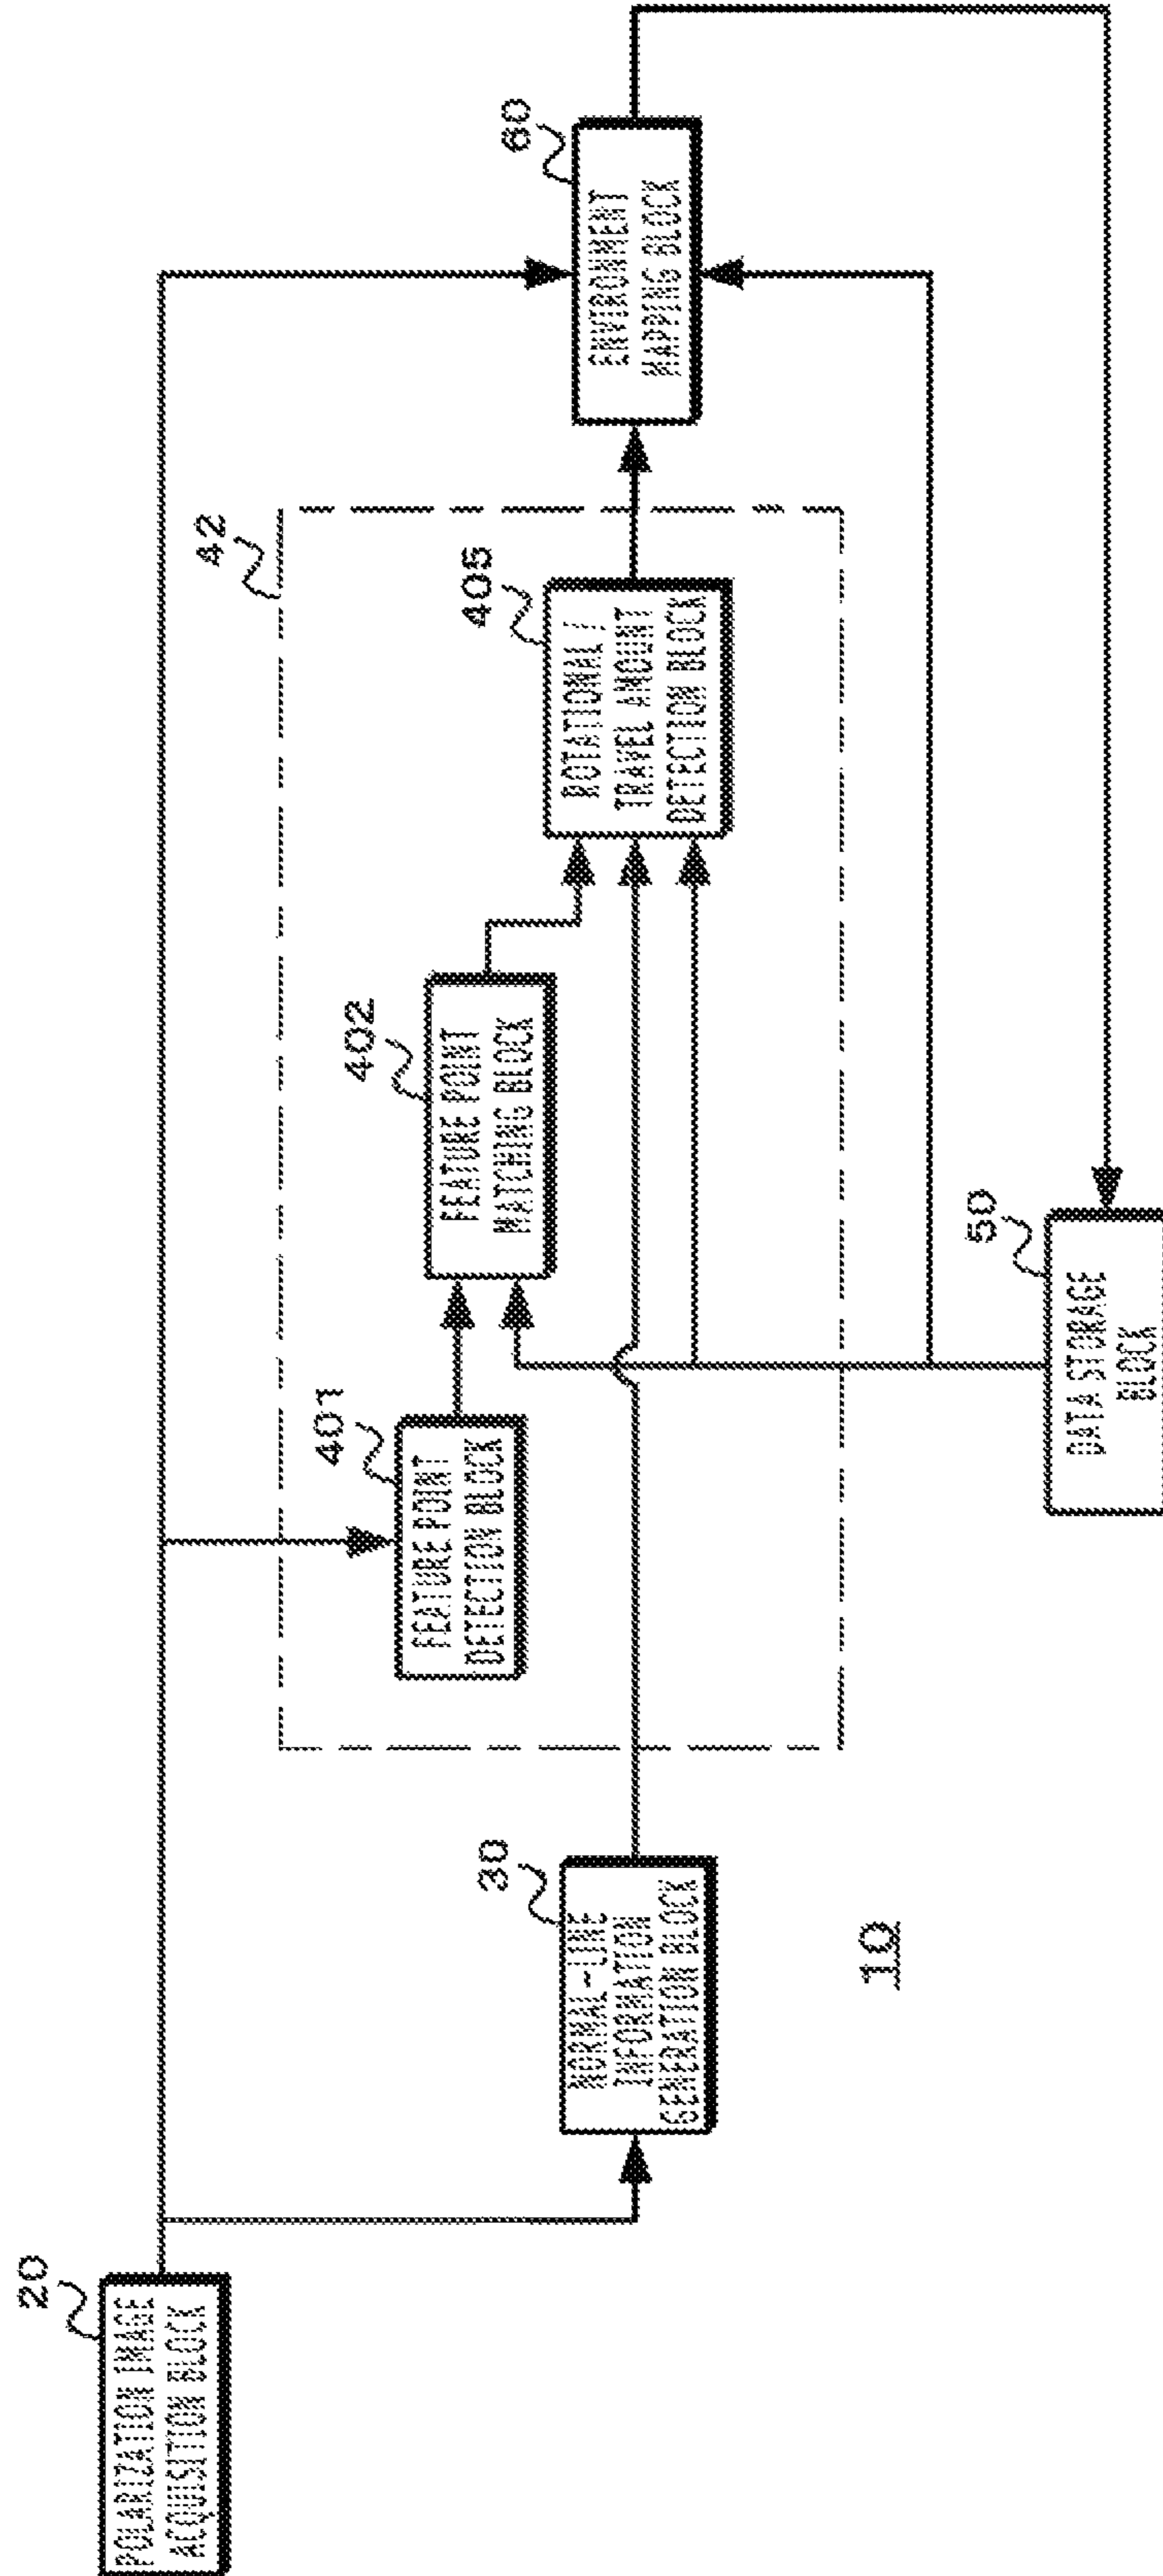 20
POLARIZATION IMAGE
ACQUISITION BLOCK
30
NORMAL-LINE
INFORMATION
GENERATION BLOCK
10
42
401
FEATURE POINT
DETECTION BLOCK
402
FEATURE POINT
MATCHING BLOCK
405
ROTATIONAL /
TRAVEL AMOUNT
DETECTION BLOCK
50
DATA STORAGE
BLOCK
60
ENVIRONMENT
MAPPING BLOCK